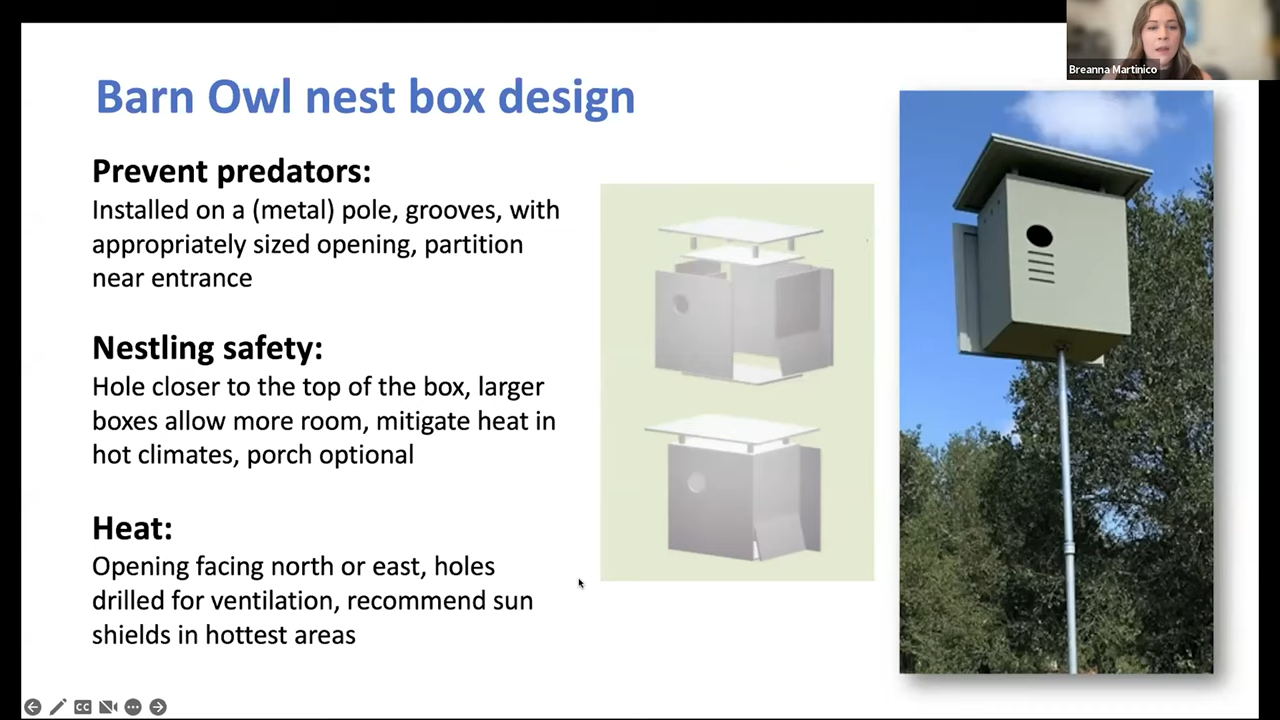 Breanna Martinico
Barn Owl nest box design
Prevent predators:
Installed on a (metal) pole, grooves, with
appropriately sized opening, partition
near entrance
Nestling safety:
Hole closer to the top of the box, larger
boxes allow more room, mitigate heat in
hot climates, porch optional
Heat:
Opening facing north or east, holes
drilled for ventilation, recommend sun
shields in hottest areas
CC